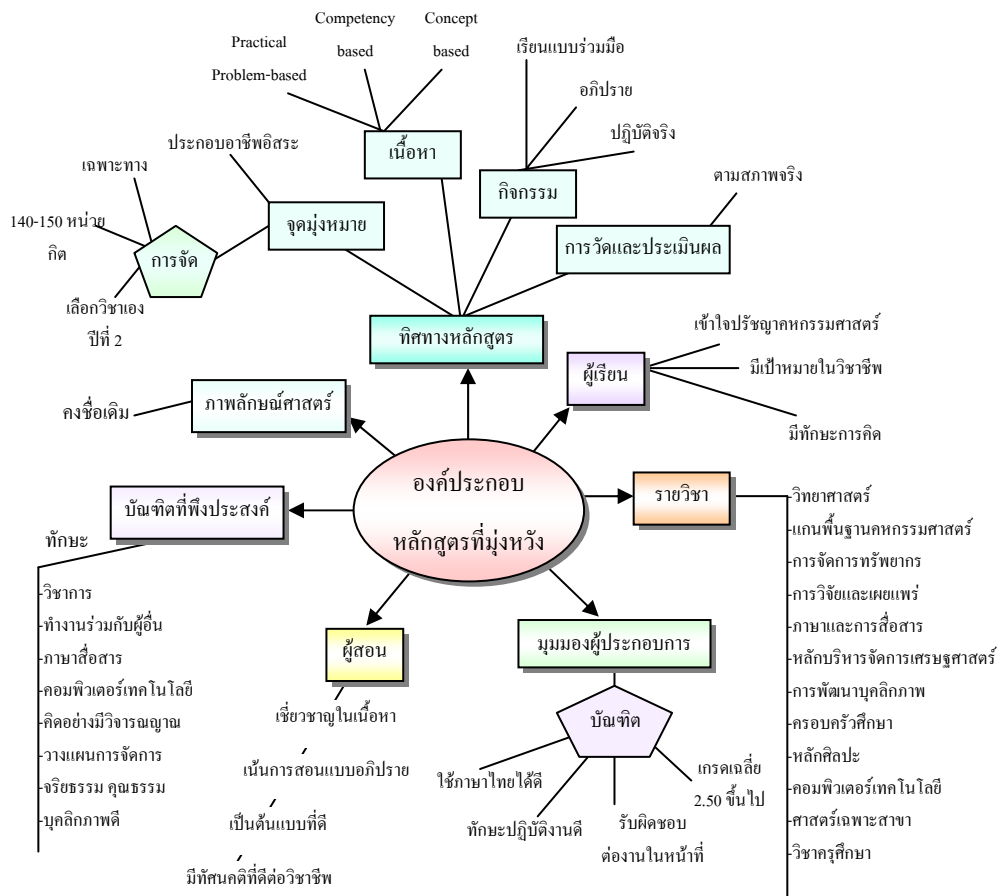 Competency
based
Concept
based
Practical
Problem-based
เรียนแบบร่วมมือ
อภิปราย
ปฏิบัติจริง
ประกอบอาชีพอิสระ
เนื้อหา
กิจกรรม
ตามสภาพจริง
เฉพาะทาง
140-150 หน่วย
กิต
การจัด
จุดมุ่งหมาย
การวัดและประเมินผล
เลือกวิชาเอง
ปีที่ 2
ทิศทางหลักสูตร
เข้าใจปรัชญาคหกรรมศาสตร์
ผู้เรียน
มีเป้าหมายในวิชาชีพ
มีทักษะการคิด
คงชื่อเดิม
ภาพลักษณ์ศาสตร์
องค์ประกอบ
หลักสูตรที่มุ่งหวัง
บัณฑิตที่พึงประสงค์
ทักษะ
วิชาการ
ทำงานร่วมกับผู้อื่น
ภาษาสื่อสาร
คอมพิวเตอร์เทคโนโลยี
คิดอย่างมีวิจารณญาณ
วางแผนการจัดการ
จริยธรรม คุณธรรม
บุคลิกภาพดี
ผู้สอน
เชี่ยวชาญในเนื้อหา
เน้นการสอนแบบอภิปราย
เป็นต้นแบบที่ดี
มีทัศนคติที่ดีต่อวิชาชีพ
มุมมองผู้ประกอบการ
บัณฑิต
ใช้ภาษาไทยได้ดี
ทักษะปฏิบัติงานดี
รับผิดชอบ
ต่องานในหน้าที่
เกรดเฉลี่ย
2.50 ขึ้นไป
รายวิชา
วิทยาศาสตร์
แกนพื้นฐานคหกรรมศาสตร์
การจัดการทรัพยากร
การวิจัยและเผยแพร่
ภาษาและการสื่อสาร
หลักบริหารจัดการเศรษฐศาสตร์
การพัฒนาบุคลิกภาพ
ครอบครัวศึกษา
หลักศิลปะ
คอมพิวเตอร์เทคโนโลยี
ศาสตร์เฉพาะสาขา
วิชาครุศึกษา